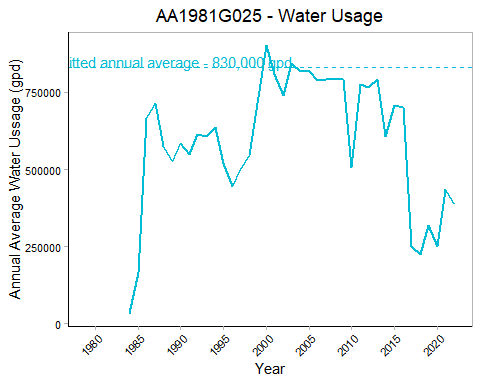 AA1981G025 - Water Usage
itted annual average - 830,000 gpd
Annual Average Water Ussage (gpd)
750000
500000
250000
0
1980 1985 1990 1995 2000 2005 2010 2015 2020
Year